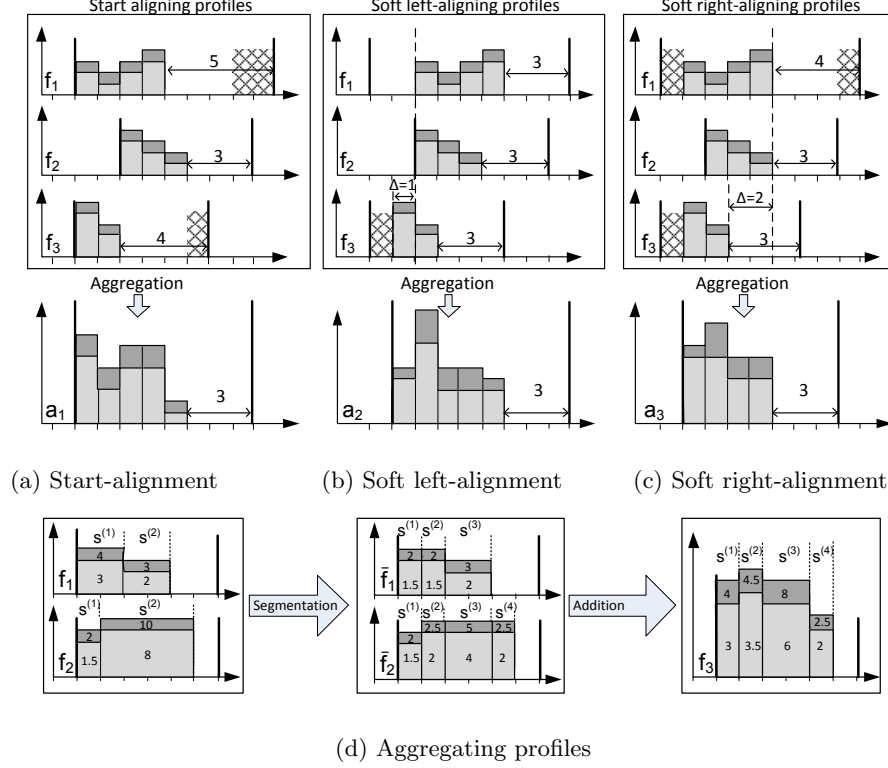 Start aligning profiles
Soft left-aligning profiles
Soft right-aligning profiles
f1
5
f2
3
f3
4
f1
3
f2
3
Δ=1
f3
3
f1
4
f2
3
Δ=2
f3
3
Aggregation
Aggregation
Aggregation
a1
3
a2
3
a3
3
(a) Start-alignment
(b) Soft left-alignment
(c) Soft right-alignment
s(1) s(2)
4
3
3
2
f1
s(1) s(2)
10
2
1.5
8
f2
Segmentation
s(1) s(2) s(3)
2 2
3
1.5 1.5 2
f̄1
s(1) s(2) s(3) s(4)
2.5 5 2.5
2
1.5 2 4 2
f̄2
Addition
s(1) s(2) s(3) s(4)
4.5
4
8
2.5
3 3.5 6 2
f3
(d) Aggregating profiles